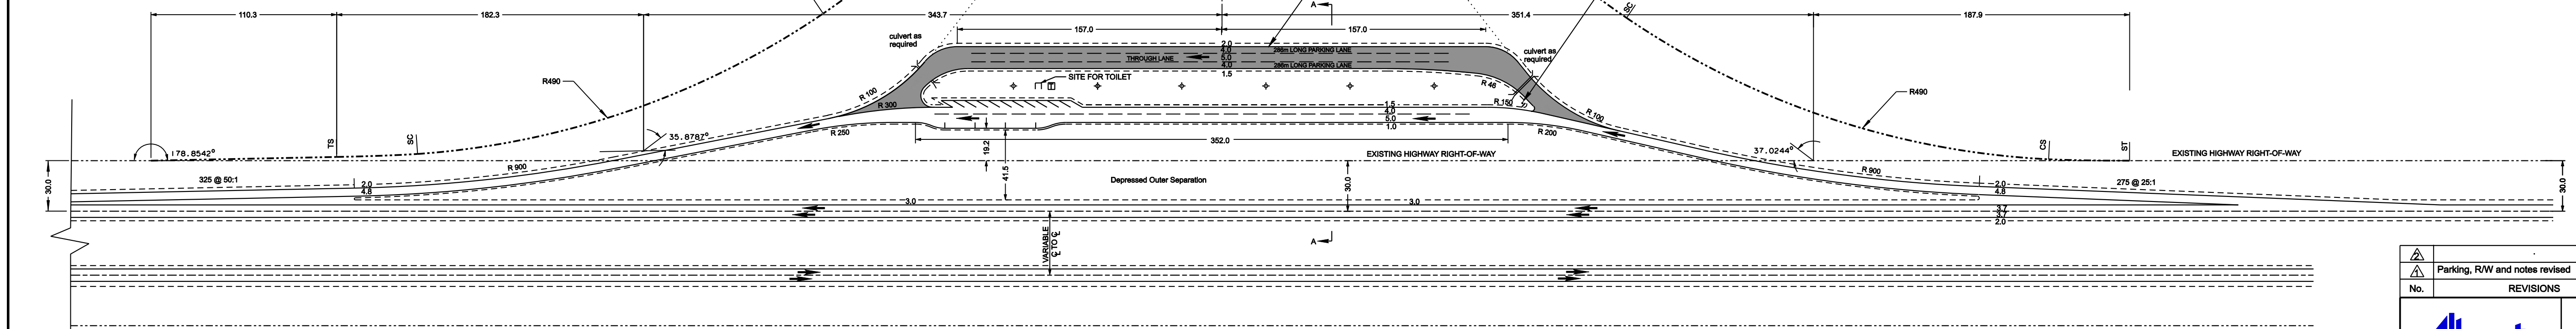 110.3
182.3
343.7
A
351.4
187.9
SC
157.0
157.0
culvert as
required
culvert as
required
2.0
4.0
286m LONG PARKING LANE
THROUGH LANE
5.0
4.0
286m LONG PARKING LANE
1.5
SITE FOR TOILET
R490
R490
R 100
R 300
R 46
R 150
R 100
1.5
4.0
5.0
1.0
R 250
R 200
35.8787°
178.8542°
TS
SC
352.0
19.2
41.5
EXISTING HIGHWAY RIGHT-OF-WAY
37.0244°
CS
ST
EXISTING HIGHWAY RIGHT-OF-WAY
R 900
R 900
30.0
325 @ 50:1
2.0
4.8
Depressed Outer Separation
30.0
2.0
4.8
275 @ 25:1
30.0
3.0
3.0
3.7
3.7
2.0
VARIABLE
℄ TO ℄
A
2
1 Parking, R/W and notes revised
No. REVISIONS